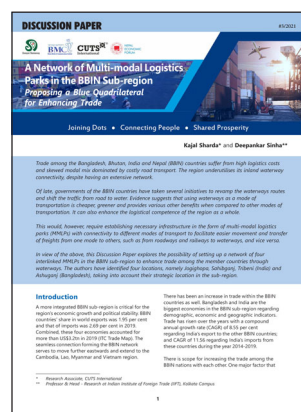 DISCUSSION PAPER
#3/2021
BMC
CUTS
International
A Network of Multi-modal Logistics
Parks in the BBIN Sub-region
Proposing a Blue Quadrilateral
for Enhancing Trade
Joining Dots • Connecting People • Shared Prosperity
Kajal Sharda* and Deepankar Sinha**
Trade among the Bangladesh, Bhutan, India and Nepal (BBIN) countries suffer from high logistics costs
and skewed modal mix dominated by costly road transport. The region underutilises its inland waterway
connectivity, despite having an extensive network.
Of late, governments of the BBIN countries have taken several initiatives to revamp the waterways routes
and shift the traffic from road to water. Evidence suggests that using waterways as a mode of
transportation is cheaper, greener and provides various other benefits when compared to other modes of
transportation. It can also enhance the logistical competence of the region as a whole.
This would, however, require establishing necessary infrastructure in the form of multi-modal logistics
parks (MMLPs) with connectivity to different modes of transport to facilitate easier movement and transfer
of freights from one mode to others, such as from roadways and railways to waterways, and vice versa.
In view of the above, this Discussion Paper explores the possibility of setting up a network of four
interlinked MMLPs in the BBIN sub-region to enhance trade among the member countries through
waterways. The authors have identified four locations, namely Jogighopa, Sahibganj, Tribeni (India) and
Ashuganj (Bangladesh), taking into account their strategic location in the sub-region.
Introduction
A more integrated BBIN sub-region is critical for the
region's economic growth and political stability. BBIN
countries' share in world exports was 1.95 per cent
and that of imports was 2.69 per cent in 2019.
Combined, these four economies accounted for
more than US$3.2tn in 2019 (ITC Trade Map). The
seamless connection forming the BBIN network
serves to move further eastwards and extend to the
Cambodia, Lao, Myanmar and Vietnam region.
There has been an increase in trade within the BBIN
countries as well. Bangladesh and India are the
biggest economies in the BBIN sub-region regarding
demographic, economic and geographic indicators.
Trade has risen over the years with a compound
annual growth rate (CAGR) of 8.55 per cent
regarding India's export to the other BBIN countries;
and CAGR of 11.56 regarding India's imports from
these countries during the year 2014-2019.
There is scope for increasing the trade among the
BBIN nations with each other. One major factor that
* Research Associate, CUTS International
** Professor & Head – Research at Indian Institute of Foreign Trade (IIFT), Kolkata Campus
1